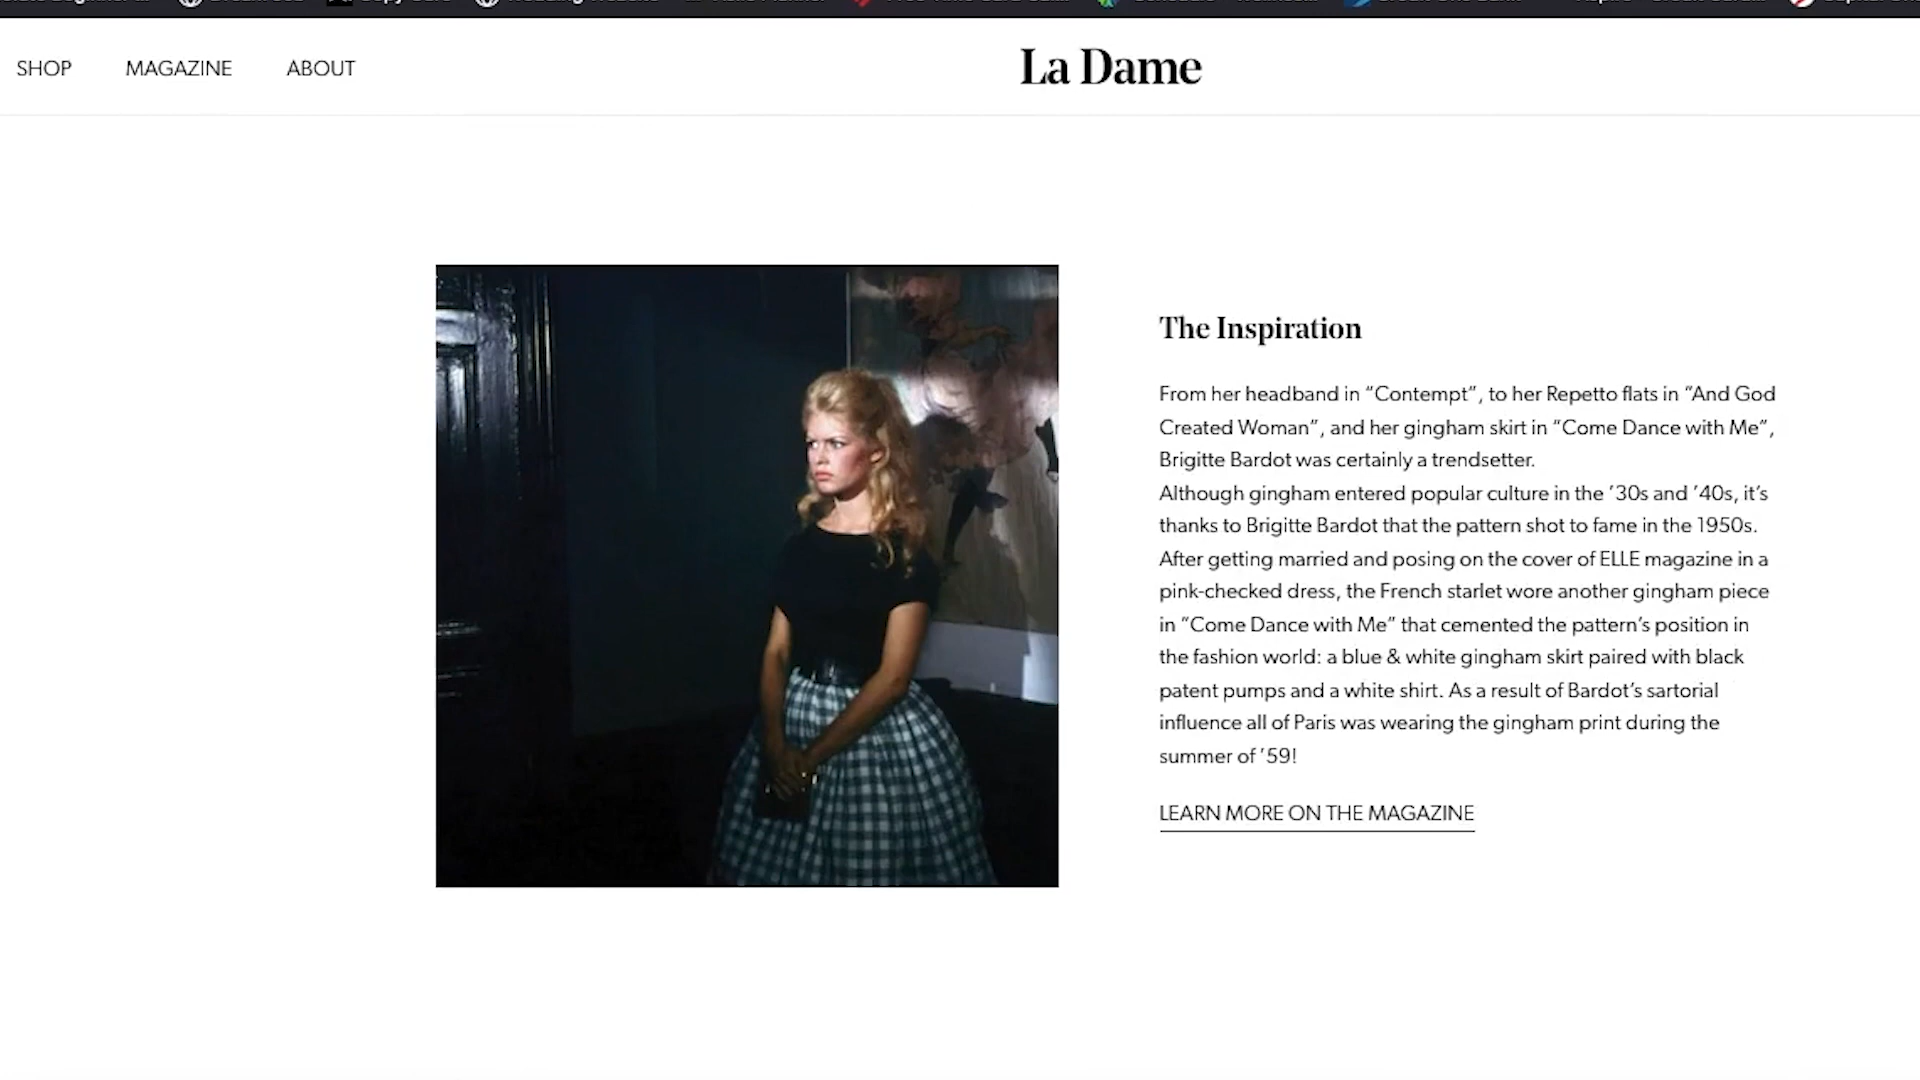 SHOP
MAGAZINE
ABOUT
La Dame
The Inspiration
From her headband in “Contempt”, to her Repetto flats in “And God
Created Woman”, and her gingham skirt in “Come Dance with Me”,
Brigitte Bardot was certainly a trendsetter.
Although gingham entered popular culture in the ’30s and ’40s, it’s
thanks to Brigitte Bardot that the pattern shot to fame in the 1950s.
After getting married and posing on the cover of ELLE magazine in a
pink-checked dress, the French starlet wore another gingham piece
in “Come Dance with Me” that cemented the pattern’s position in
the fashion world: a blue & white gingham skirt paired with black
patent pumps and a white shirt. As a result of Bardot’s sartorial
influence all of Paris was wearing the gingham print during the
summer of ’59!
LEARN MORE ON THE MAGAZINE